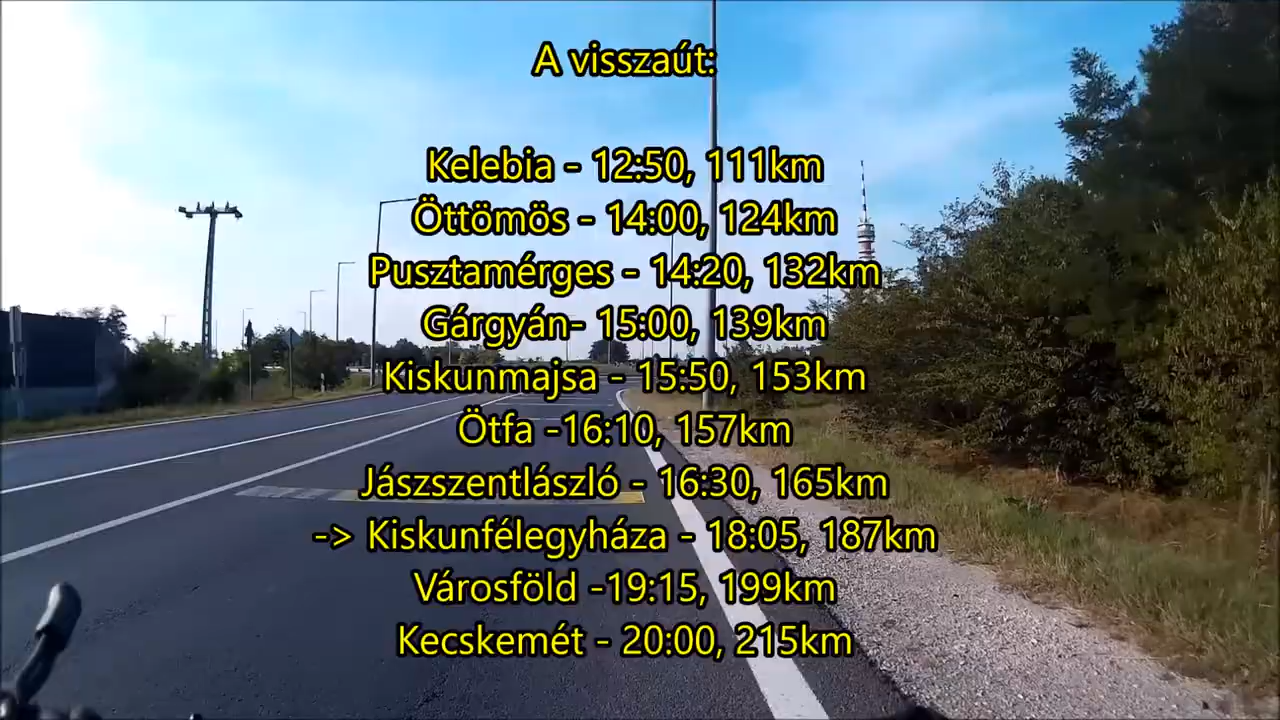 A visszaút:
Kelebia - 12:50, 111km
Öttömös - 14:00, 124km
Pusztamérges - 14:20, 132km
Gárgyán- 15:00, 139km
Kiskunmajsa - 15:50, 153km
Ötfa -16:10, 157km
Jászszentlászló - 16:30, 165km
-> Kiskunfélegyháza - 18:05, 187km
Városföld -19:15, 199km
Kecskemét - 20:00, 215km